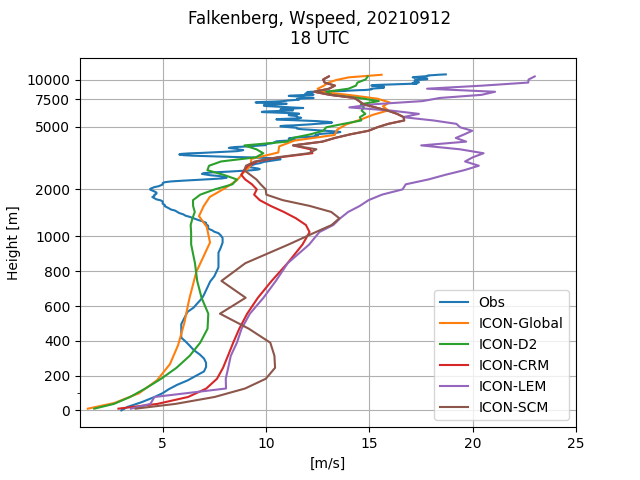 Falkenberg, Wspeed, 20210912
18 UTC
Height [m]
10000
7500
5000
2000
1000
800
600
400
200
0
5
10
15
20
25
[m/s]
Obs
ICON-Global
ICON-D2
ICON-CRM
ICON-LEM
ICON-SCM